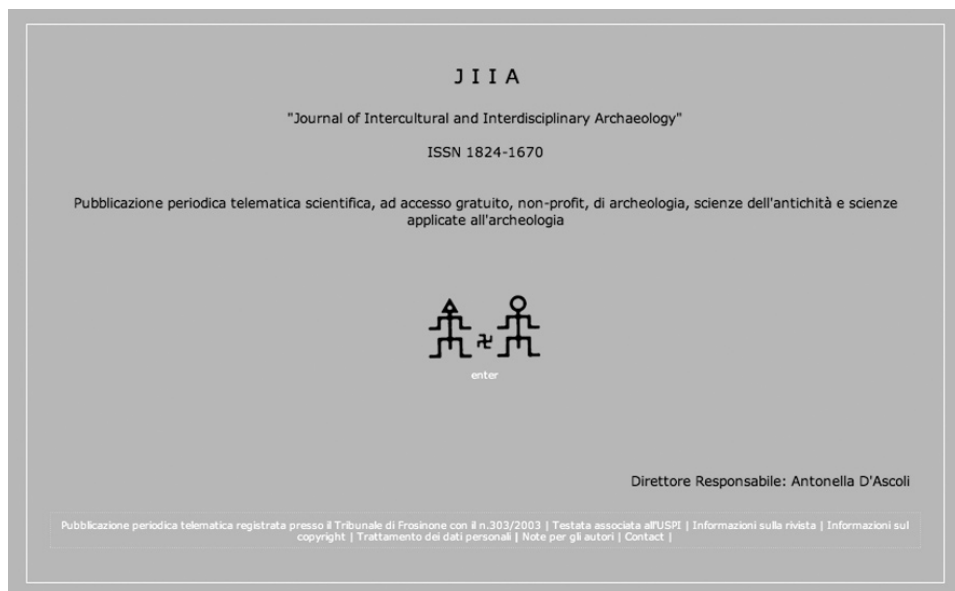 J I I A
"Journal of Intercultural and Interdisciplinary Archaeology"
ISSN 1824-1670
Pubblicazione periodica telematica scientifica, ad accesso gratuito, non-profit, di archeologia, scienze dell'antichità e scienze
applicate all'archeologia
enter
Direttore Responsabile: Antonella D'Ascoli
Pubblicazione periodica telematica registrata presso il Tribunale di Frosinone con il n.303/2003 | Testata associata all'USPI | Informazioni sulla rivista | Informazioni sul
copyright | Trattamento dei dati personali | Note per gli autori | Contact |